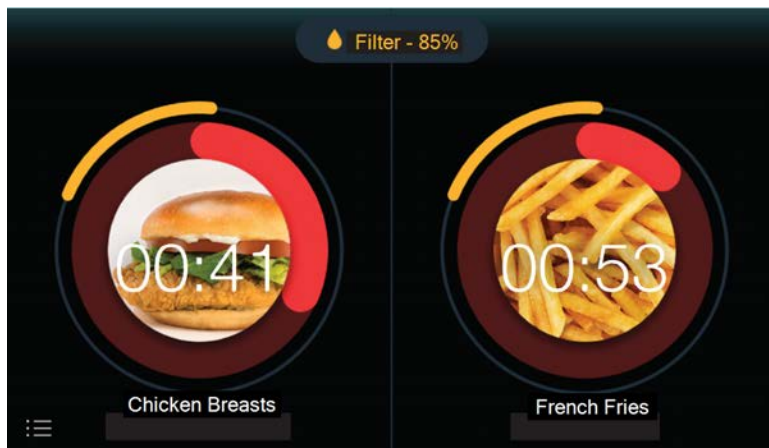 Filter - 85%
00:41
00:53
Chicken Breasts
French Fries